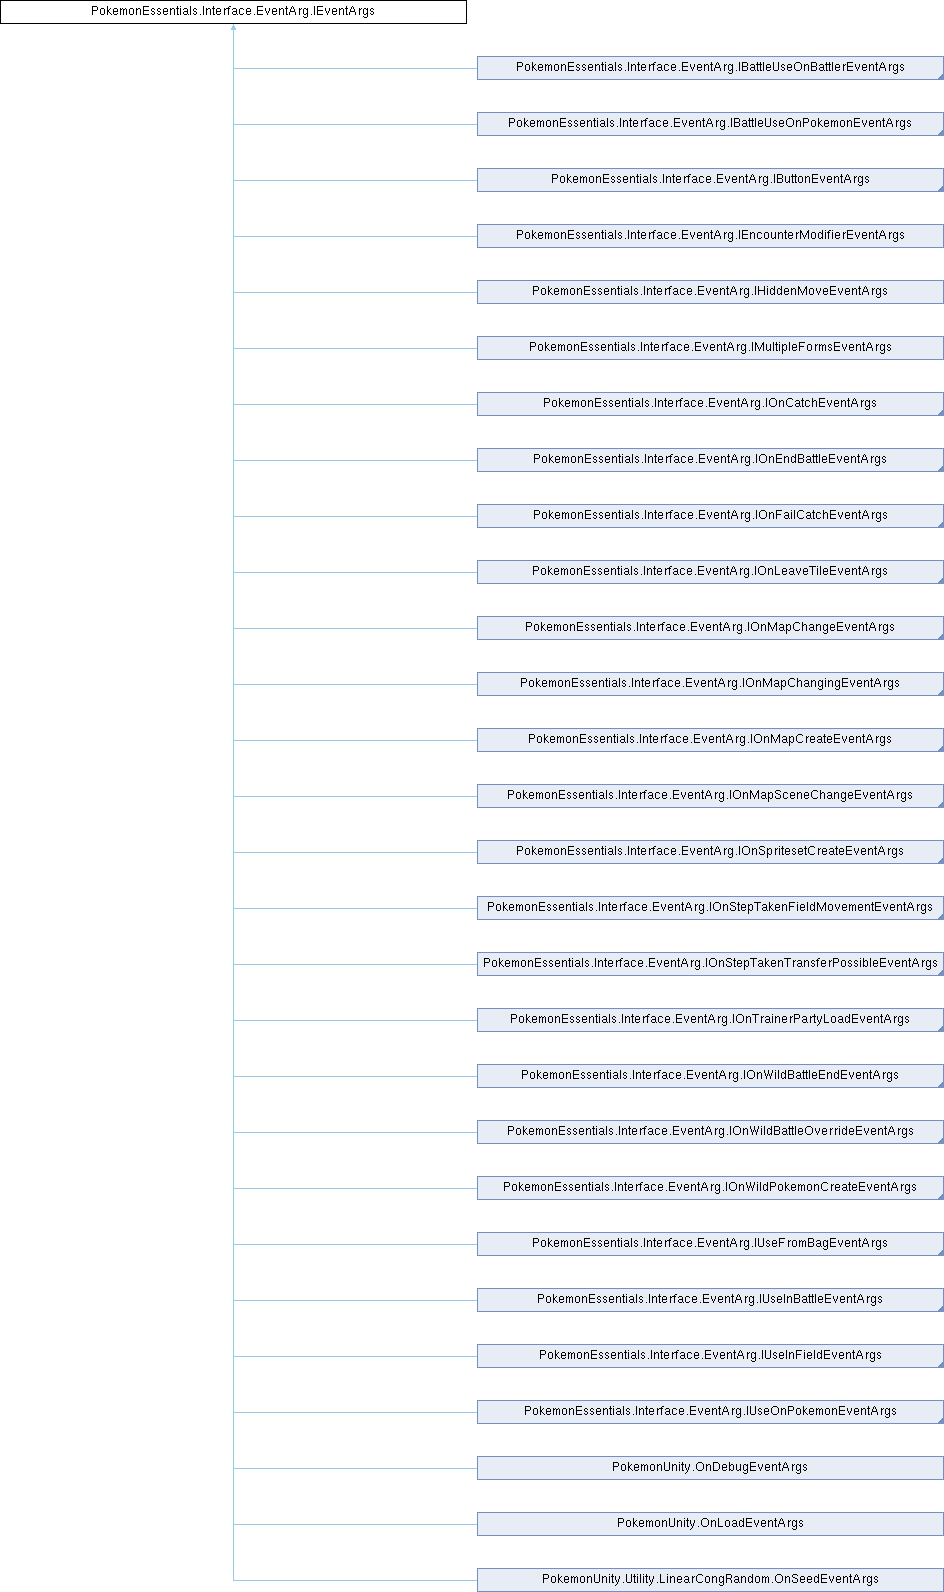 PokemonEssentials.Interface.EventArg.IEventArgs
PokemonEssentials.Interface.EventArg.IBattleUseOnBattlerEventArgs
PokemonEssentials.Interface.EventArg.IBattleUseOnPokemonEventArgs
PokemonEssentials.Interface.EventArg.IButtonEventArgs
PokemonEssentials.Interface.EventArg.IEncounterModifierEventArgs
PokemonEssentials.Interface.EventArg.IHiddenMoveEventArgs
PokemonEssentials.Interface.EventArg.IMultipleFormsEventArgs
PokemonEssentials.Interface.EventArg.IOnCatchEventArgs
PokemonEssentials.Interface.EventArg.IOnEndBattleEventArgs
PokemonEssentials.Interface.EventArg.IOnFailCatchEventArgs
PokemonEssentials.Interface.EventArg.IOnLeaveTileEventArgs
PokemonEssentials.Interface.EventArg.IOnMapChangeEventArgs
PokemonEssentials.Interface.EventArg.IOnMapChangingEventArgs
PokemonEssentials.Interface.EventArg.IOnMapCreateEventArgs
PokemonEssentials.Interface.EventArg.IOnMapSceneChangeEventArgs
PokemonEssentials.Interface.EventArg.IOnSpritesetCreateEventArgs
PokemonEssentials.Interface.EventArg.IOnStepTakenFieldMovementEventArgs
PokemonEssentials.Interface.EventArg.IOnStepTakenTransferPossibleEventArgs
PokemonEssentials.Interface.EventArg.IOnTrainerPartyLoadEventArgs
PokemonEssentials.Interface.EventArg.IOnWildBattleEndEventArgs
PokemonEssentials.Interface.EventArg.IOnWildBattleOverrideEventArgs
PokemonEssentials.Interface.EventArg.IOnWildPokemonCreateEventArgs
PokemonEssentials.Interface.EventArg.IUseFromBagEventArgs
PokemonEssentials.Interface.EventArg.IUseInBattleEventArgs
PokemonEssentials.Interface.EventArg.IUseInFieldEventArgs
PokemonEssentials.Interface.EventArg.IUseOnPokemonEventArgs
PokemonUnity.OnDebugEventArgs
PokemonUnity.OnLoadEventArgs
PokemonUnity.Utility.LinearCongRandom.OnSeedEventArgs